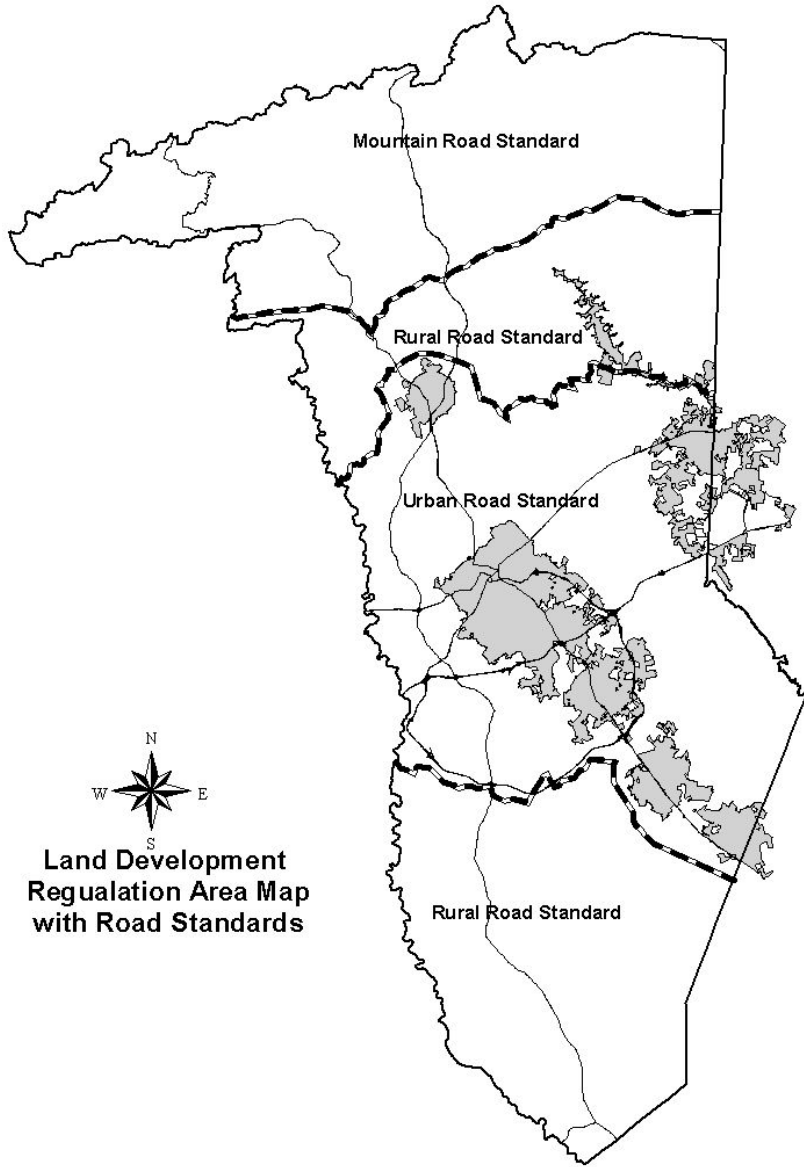 Mountain Road Standard
Rural Road Standard
Urban Road Standard
N
W E
S
Land Development
Regualation Area Map
with Road Standards
Rural Road Standard